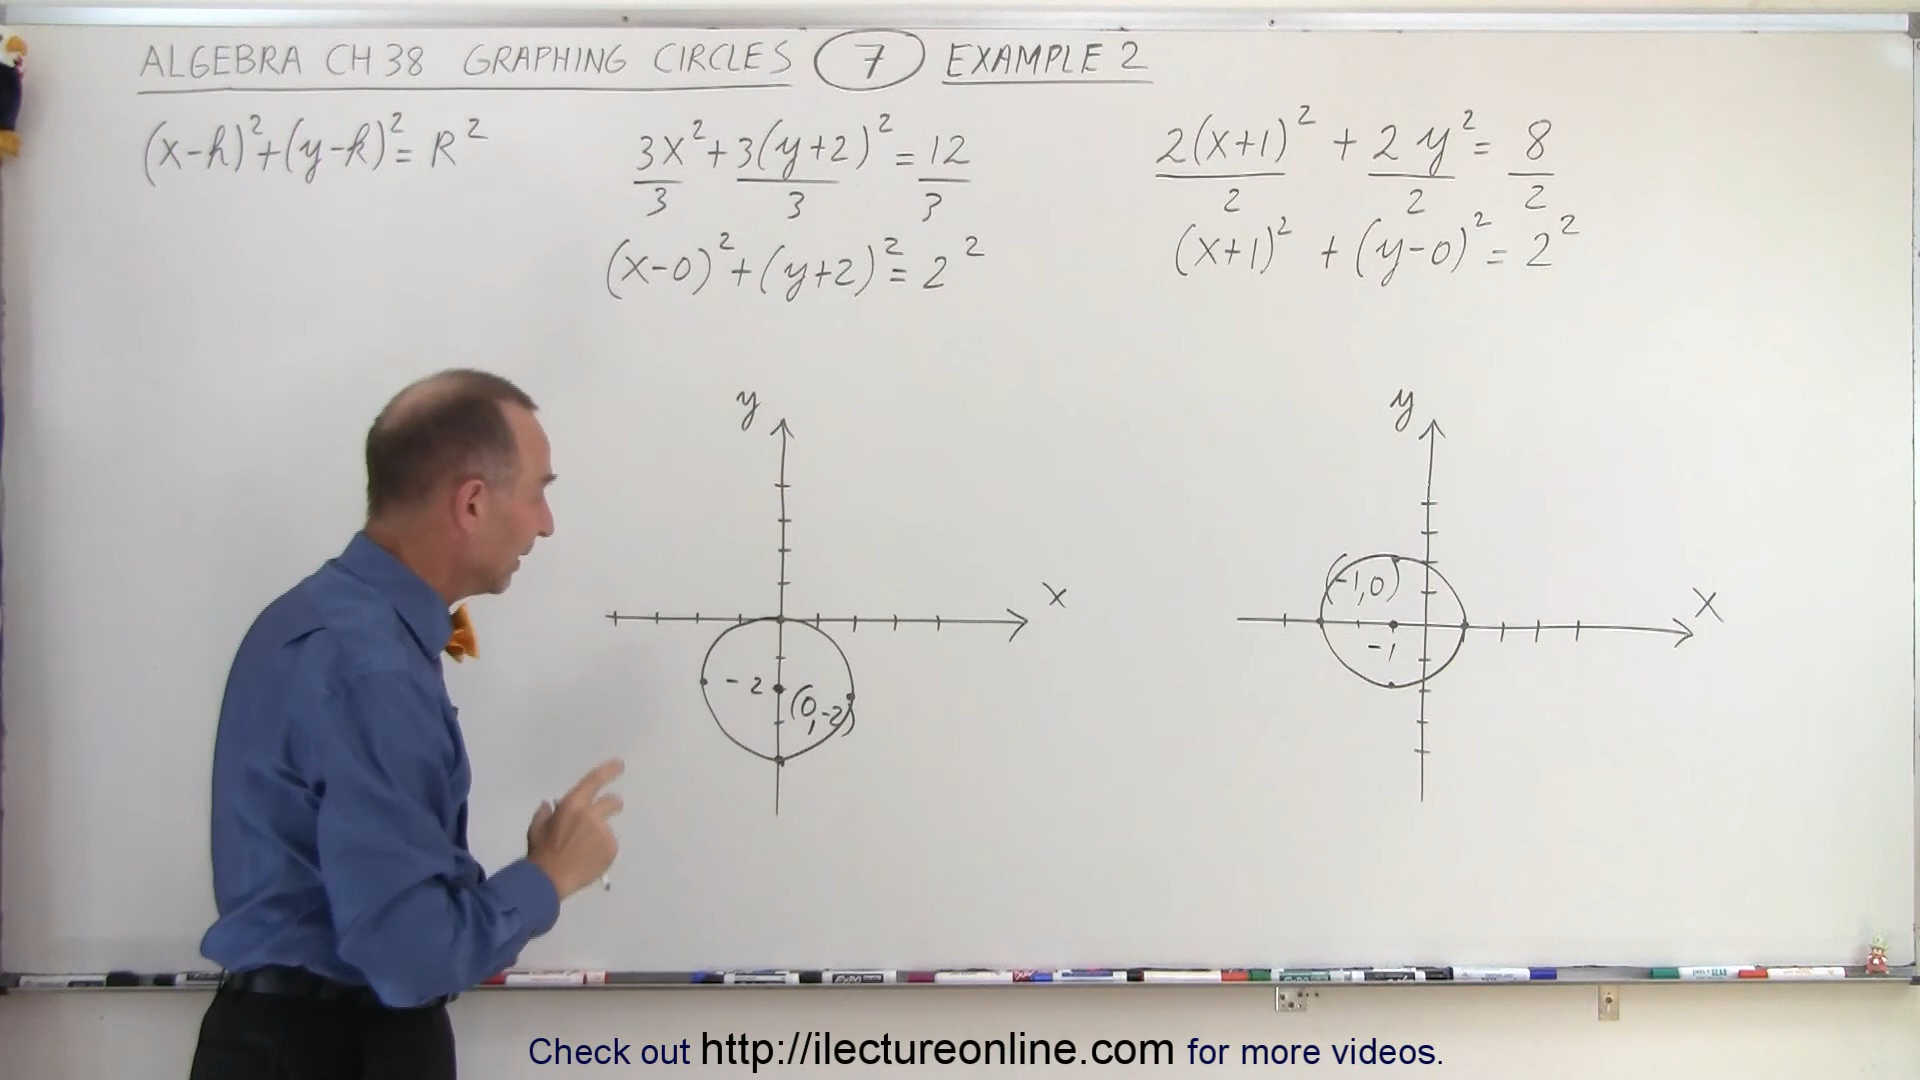 ALGEBRA CH 38 GRAPHING CIRCLES 7 EXAMPLE 2
(x-h)²+(y-k)²=R²
3x²+3(y+2)²=12
3 3 3
(x-0)²+(y+2)²=2²
2(x+1)²+2y²=8
2 2 2
(x+1)²+(y-0)²=2²
y
x
-2
(0,-2)
y
x
(-1,0)
-1
EXPO
Check out http://ilectureonline.com for more videos.